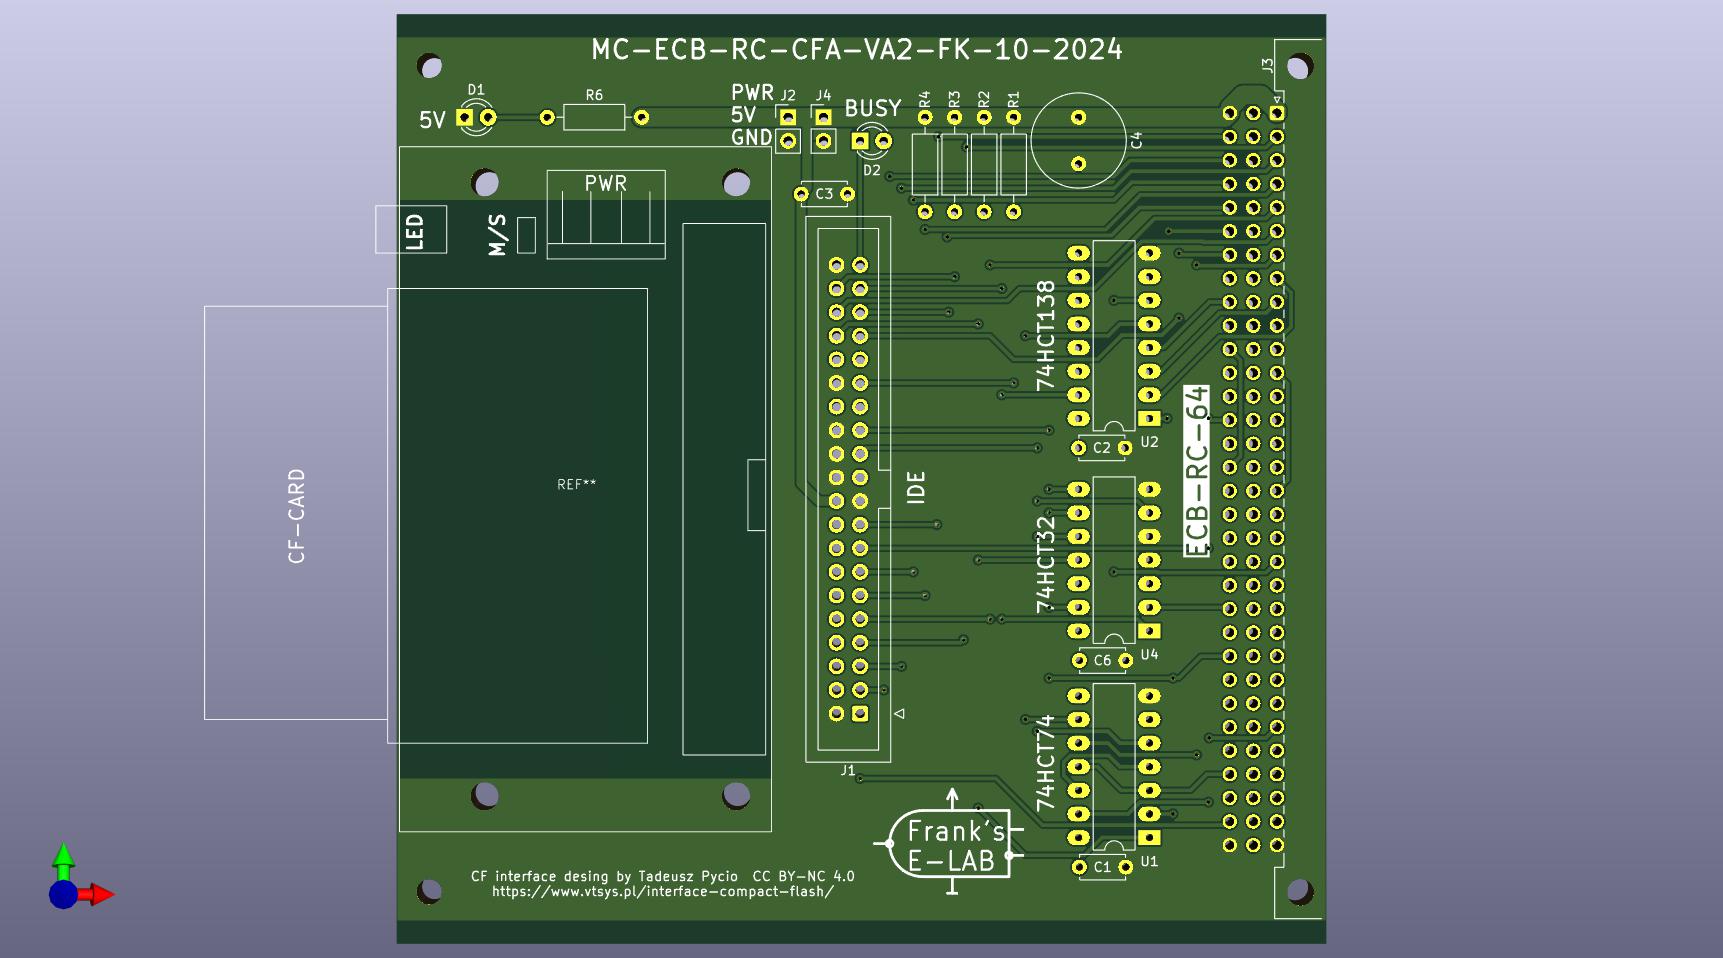 MC-ECB-RC-CFA-VA2-FK-10-2024
J3
D1
5V
R6
PWR
5V
GND
J2
J4
BUSY
D2
R4
R3
R2
R1
C4
C3
PWR
LED
M/S
CF-CARD
REF**
IDE
J1
74HCT138
U2
C2
ECB-RC-64
74HCT32
U4
C6
74HCT74
U1
C1
Frank's
E-LAB
CF interface desing by Tadeusz Pycio CC BY-NC 4.0
https://www.vtsys.pl/interface-compact-flash/